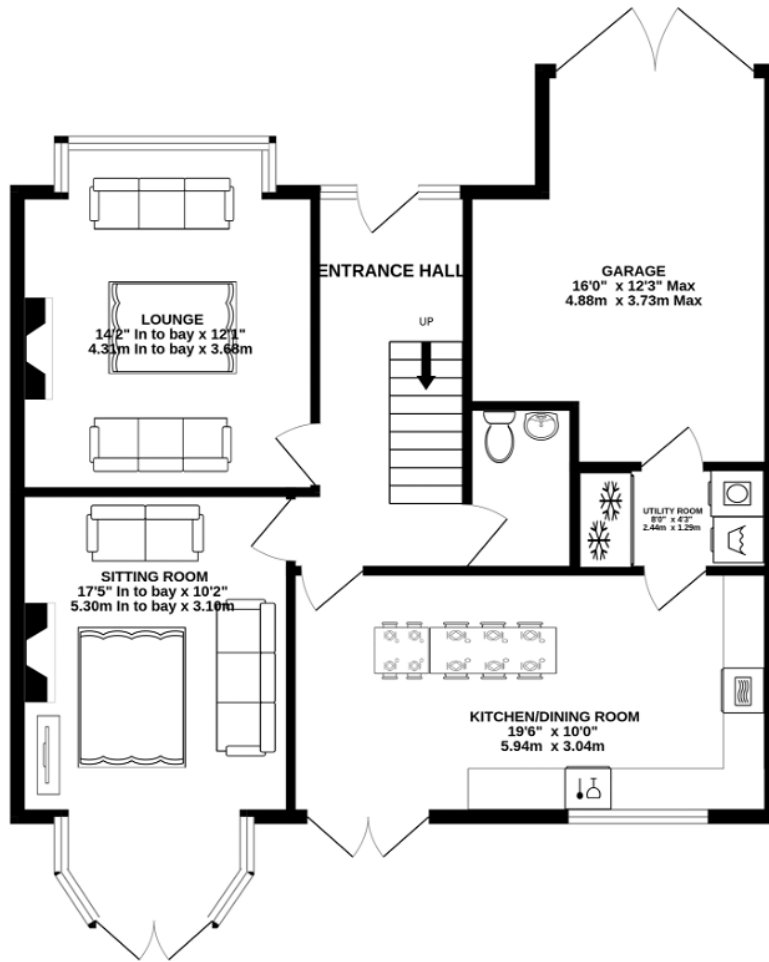 ENTRANCE HALL
UP
GARAGE
16'0" x 12'3" Max
4.88m x 3.73m Max
LOUNGE
14'2" In to bay x 12'1"
4.31m In to bay x 3.68m
UTILITY ROOM
8'0" x 4'3"
2.44m x 1.29m
SITTING ROOM
17'5" In to bay x 10'2"
5.30m In to bay x 3.10m
KITCHEN/DINING ROOM
19'6" x 10'0"
5.94m x 3.04m